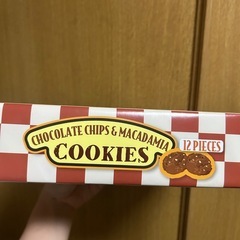 CHOCOLATE CHIPS & MACADAMIA
COOKIES
12 PIECES